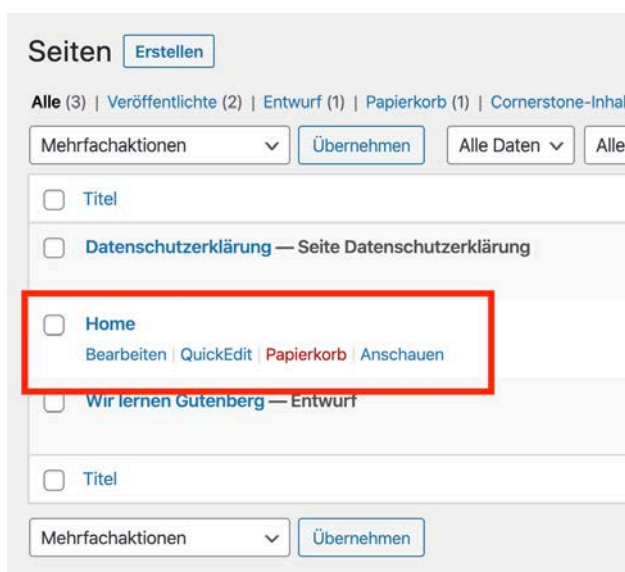 Seiten Erstellen
Alle (3) | Veröffentlichte (2) | Entwurf (1) | Papierkorb (1) | Cornerstone-Inhal
Mehrfachaktionen Übernehmen Alle Daten Alle
Titel
Datenschutzerklärung — Seite Datenschutzerklärung
Home
Bearbeiten | QuickEdit | Papierkorb | Anschauen
Wir lernen Gutenberg — Entwurf
Titel
Mehrfachaktionen Übernehmen